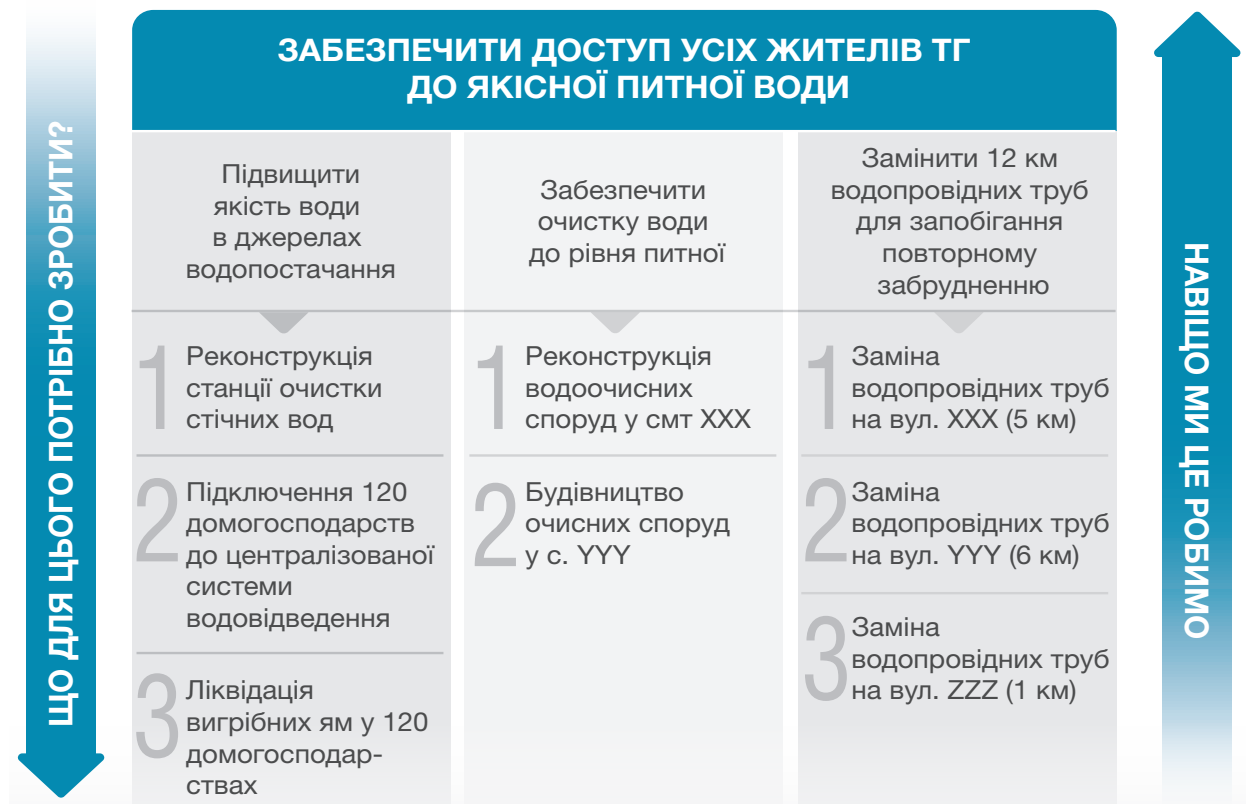 ЩО ДЛЯ ЦЬОГО ПОТРІБНО ЗРОБИТИ?
ЗАБЕЗПЕЧИТИ ДОСТУП УСІХ ЖИТЕЛІВ ТГ
ДО ЯКІСНОЇ ПИТНОЇ ВОДИ
Підвищити
якість води
в джерелах
водопостачання
1 Реконструкція
станції очистки
стічних вод
2 Підключення 120
домогосподарств
до централізованої
системи
водовідведення
3 Ліквідація
вигрібних ям у 120
домогосподар-
ствах
Забезпечити
очистку води
до рівня питної
1 Реконструкція
водоочисних
споруд у смт XXX
2 Будівництво
очисних споруд
у с. YYY
Замінити 12 км
водопровідних труб
для запобігання
повторному
забрудненню
1 Заміна
водопровідних труб
на вул. XXX (5 км)
2 Заміна
водопровідних труб
на вул. YYY (6 км)
3 Заміна
водопровідних труб
на вул. ZZZ (1 км)
НАВІЩО МИ ЦЕ РОБИМО